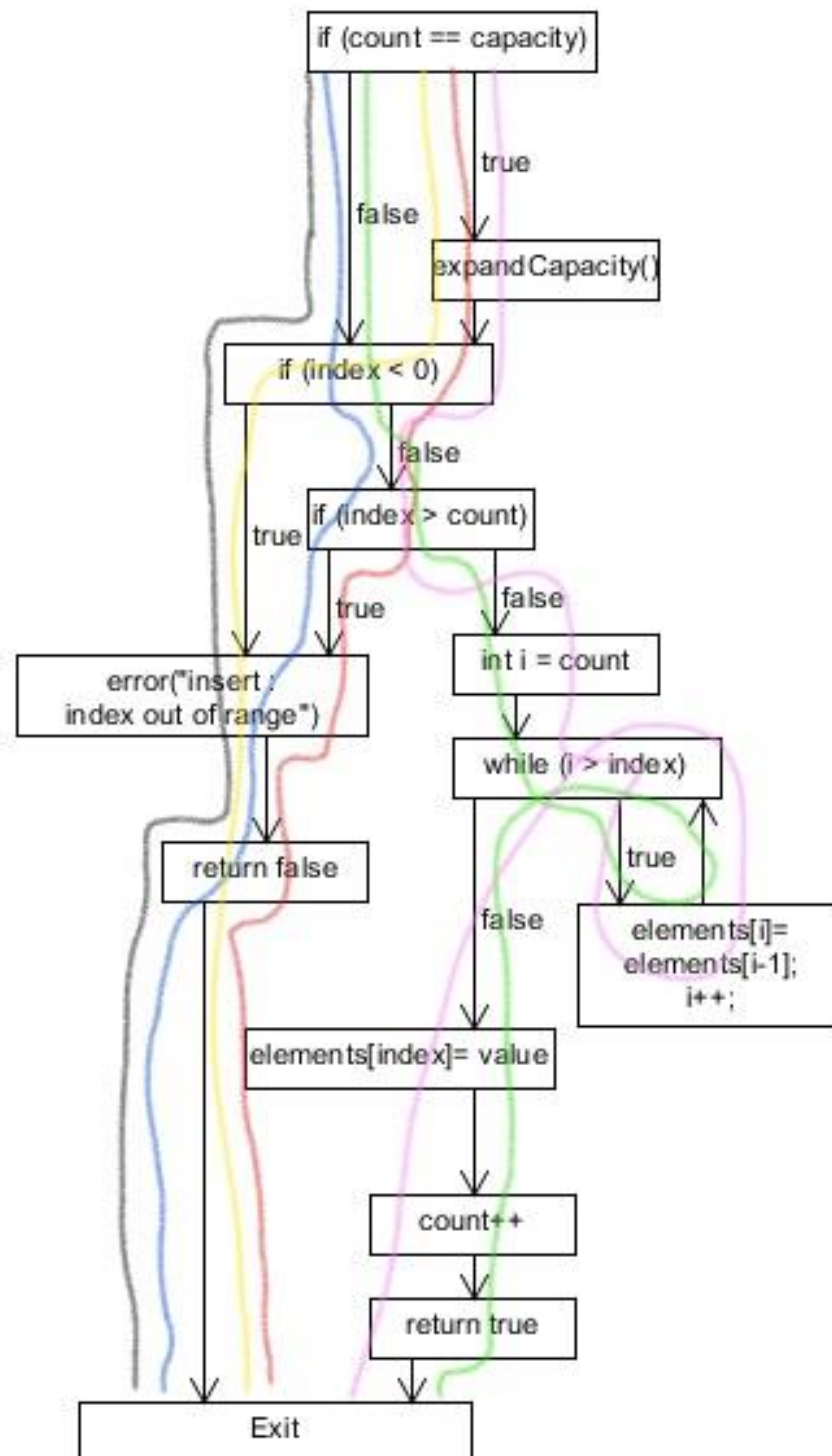 if (count == capacity)
true
false
expandCapacity()
if (index < 0)
false
if (index > count)
true
true
false
error("insert :
index out of range")
int i = count
while (i > index)
return false
true
false
elements[i]=
elements[i-1];
i++;
elements[index]= value
count++
return true
Exit